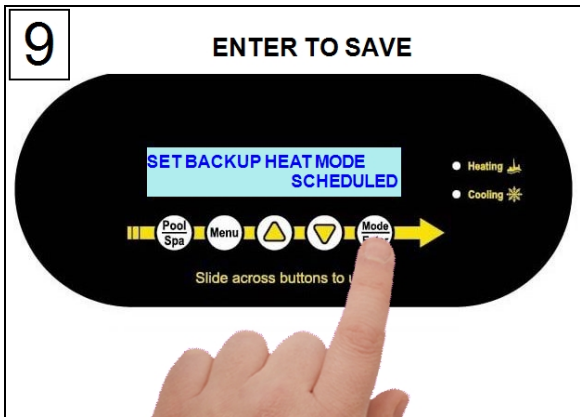 9
ENTER TO SAVE
SET BACKUP HEAT MODE
SCHEDULED
Heating
Cooling
Pool
Spa
Menu
Mode
Slide across buttons to